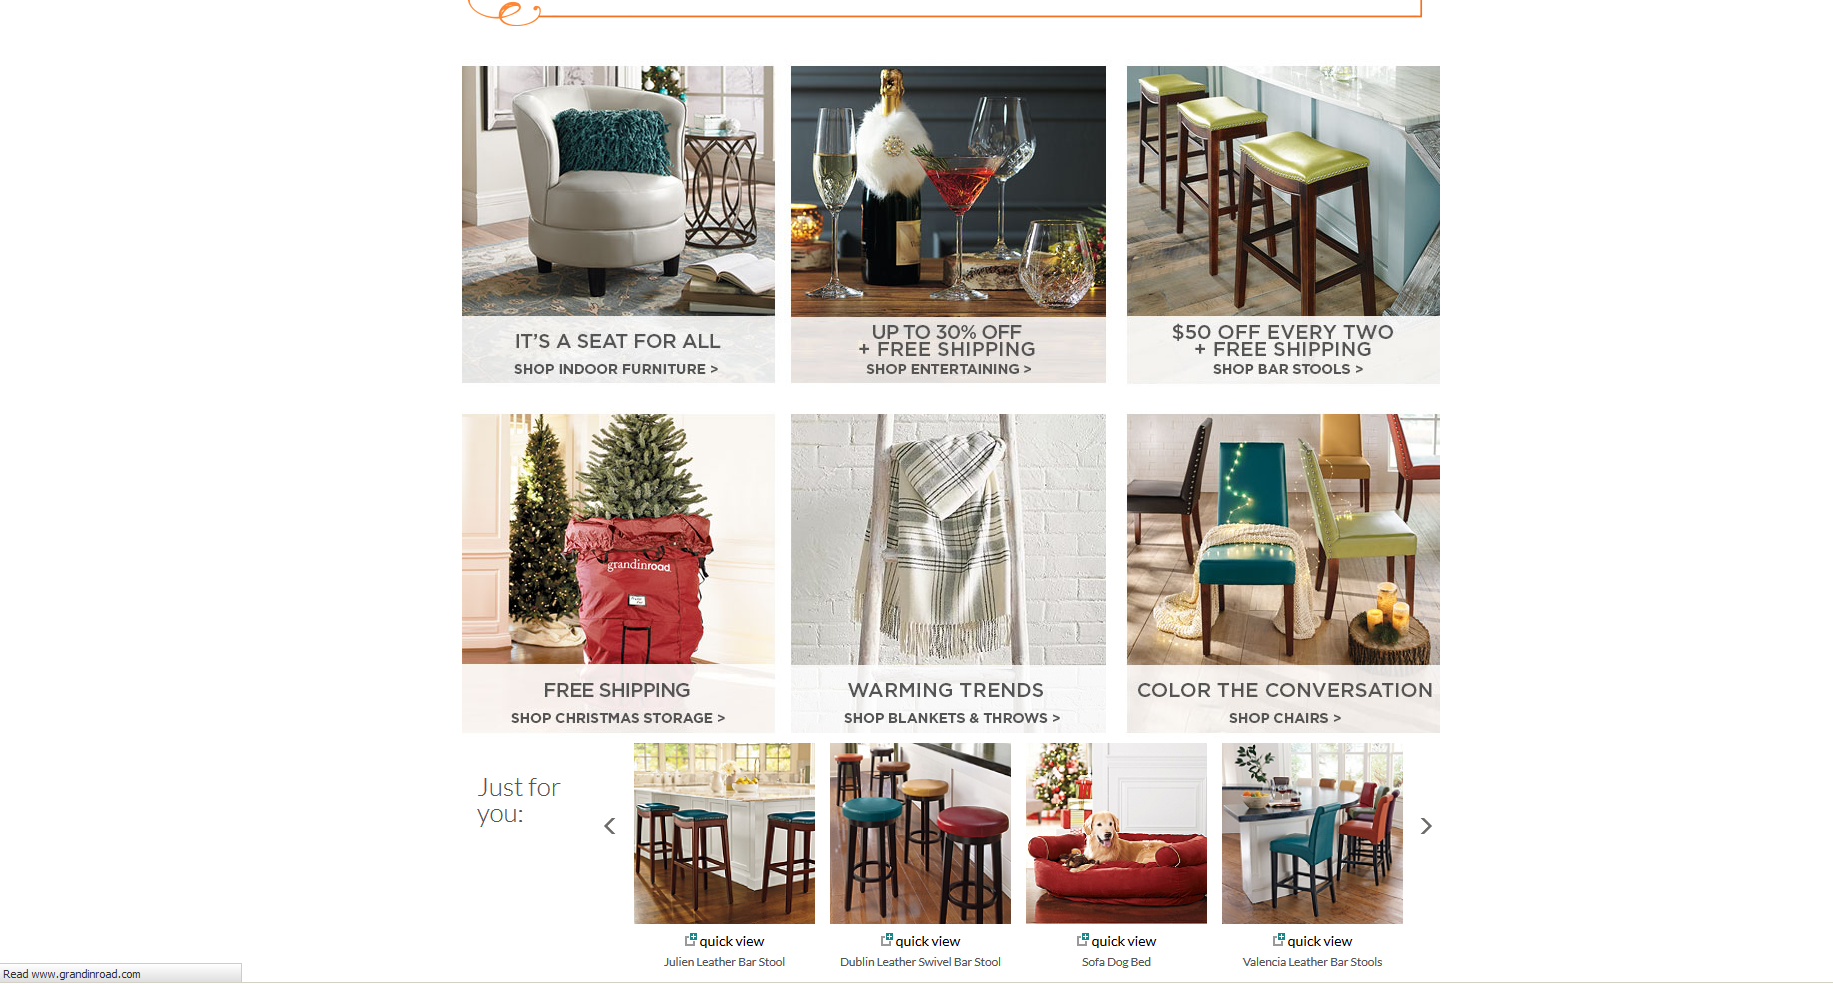 IT'S A SEAT FOR ALL
SHOP INDOOR FURNITURE >
UP TO 30% OFF
+ FREE SHIPPING
SHOP ENTERTAINING >
$50 OFF EVERY TWO
+ FREE SHIPPING
SHOP BAR STOOLS >
grandinroad
FREE SHIPPING
SHOP CHRISTMAS STORAGE >
WARMING TRENDS
SHOP BLANKETS & THROWS >
COLOR THE CONVERSATION
SHOP CHAIRS >
Just for
you:
quick view
Julien Leather Bar Stool
quick view
Dublin Leather Swivel Bar Stool
quick view
Sofa Dog Bed
quick view
Valencia Leather Bar Stools
Read www.grandinroad.com